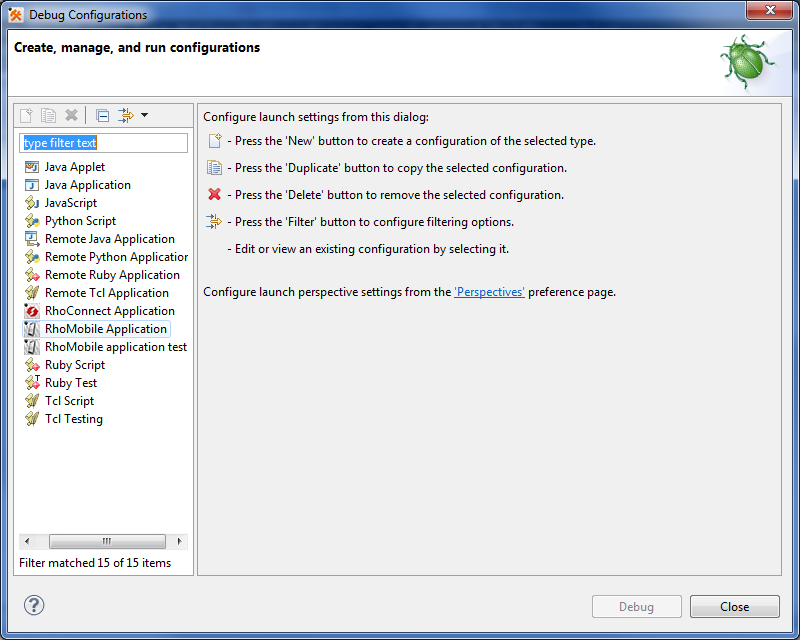 Debug Configurations
Create, manage, and run configurations
type filter text
Java Applet
Java Application
JavaScript
Python Script
Remote Java Application
Remote Python Application
Remote Ruby Application
Remote Tcl Application
RhoConnect Application
RhoMobile Application
RhoMobile application test
Ruby Script
Ruby Test
Tcl Script
Tcl Testing
Filter matched 15 of 15 items
Configure launch settings from this dialog:
- Press the 'New' button to create a configuration of the selected type.
- Press the 'Duplicate' button to copy the selected configuration.
- Press the 'Delete' button to remove the selected configuration.
- Press the 'Filter' button to configure filtering options.
- Edit or view an existing configuration by selecting it.
Configure launch perspective settings from the 'Perspectives' preference page.
?
Debug
Close